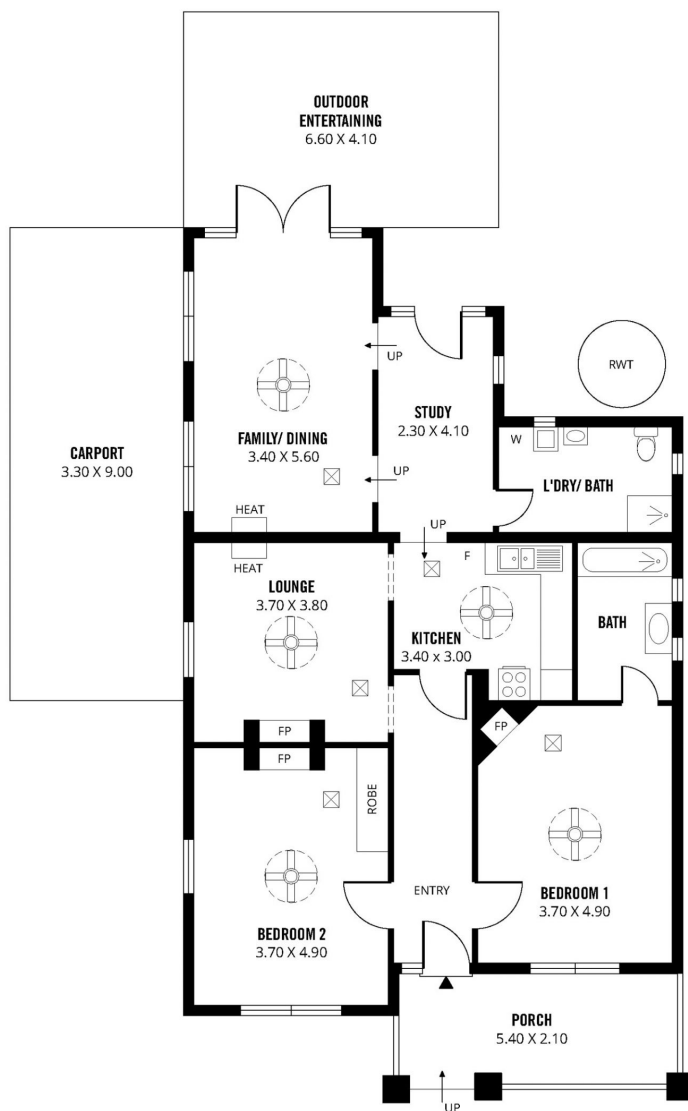 OUTDOOR
ENTERTAINING
6.60 X 4.10
RWT
UP
STUDY
2.30 X 4.10
CARPORT
3.30 X 9.00
FAMILY/ DINING
3.40 X 5.60
W
L'DRY/ BATH
UP
HEAT
UP
HEAT
F
LOUNGE
3.70 X 3.80
KITCHEN
3.40 x 3.00
BATH
FP
FP
FP
ROBE
ENTRY
BEDROOM 1
3.70 X 4.90
BEDROOM 2
3.70 X 4.90
PORCH
5.40 X 2.10
UP